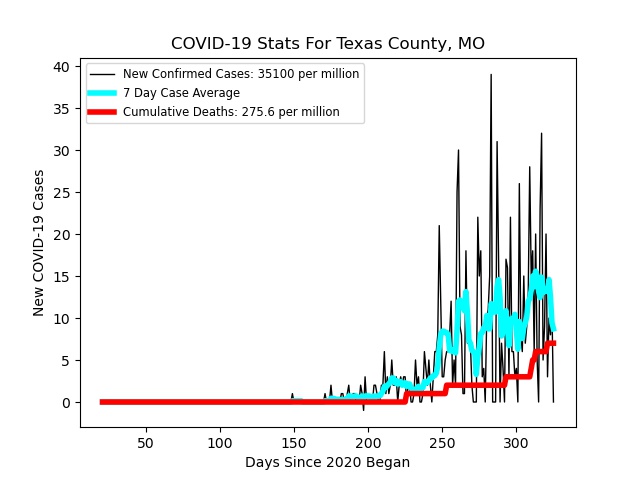 COVID-19 Stats For Texas County, MO
New Confirmed Cases: 35100 per million
7 Day Case Average
Cumulative Deaths: 275.6 per million
New COVID-19 Cases
40
35
30
25
20
15
10
5
0
50 100 150 200 250 300
Days Since 2020 Began